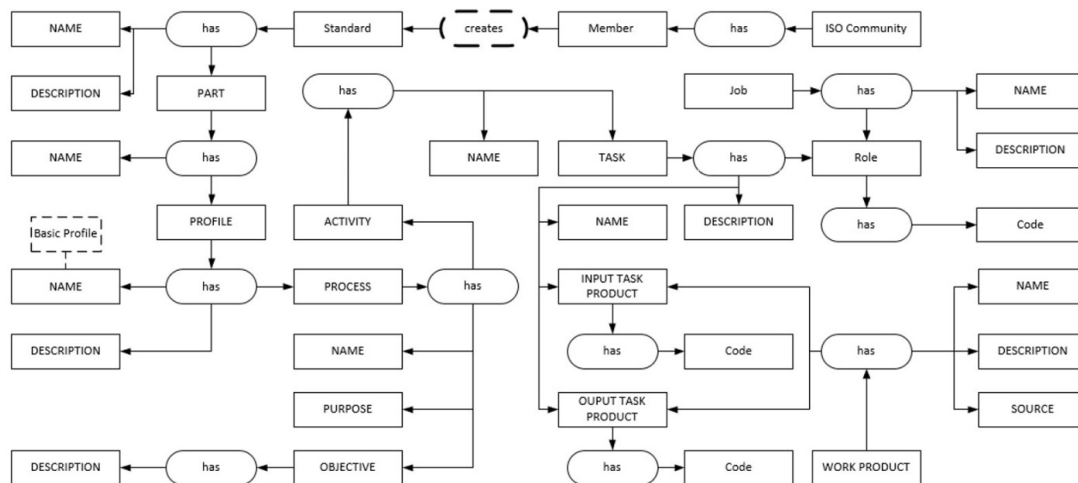 NAME
has
Standard
creates
Member
has
ISO Community
DESCRIPTION
PART
has
Job
has
NAME
NAME
has
NAME
TASK
has
Role
DESCRIPTION
Basic Profile
PROFILE
ACTIVITY
NAME
DESCRIPTION
has
Code
NAME
has
PROCESS
has
INPUT TASK
PRODUCT
NAME
DESCRIPTION
NAME
has
Code
has
DESCRIPTION
PURPOSE
OUPUT TASK
PRODUCT
SOURCE
DESCRIPTION
has
OBJECTIVE
has
Code
WORK PRODUCT